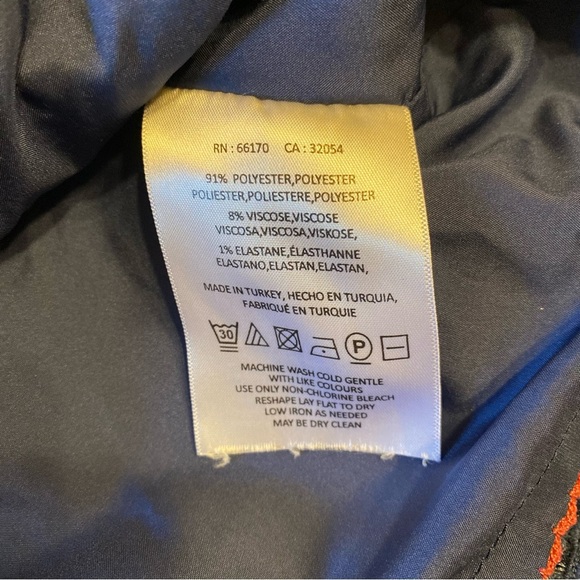 RN : 66170 CA : 32054
91% POLYESTER,POLYESTER
POLIESTER,POLIESTERE,POLYESTER
8% VISCOSE,VISCOSE
VISCOSA,VISCOSA,VISKOSE,
1% ELASTANE,ÉLASTHANNE
ELASTANO,ELASTAN,ELASTAN,
MADE IN TURKEY, HECHO EN TURQUIA,
FABRIQUÉ EN TURQUIE
30 P
MACHINE WASH COLD GENTLE
WITH LIKE COLOURS
USE ONLY NON-CHLORINE BLEACH
RESHAPE LAY FLAT TO DRY
LOW IRON AS NEEDED
MAY BE DRY CLEAN